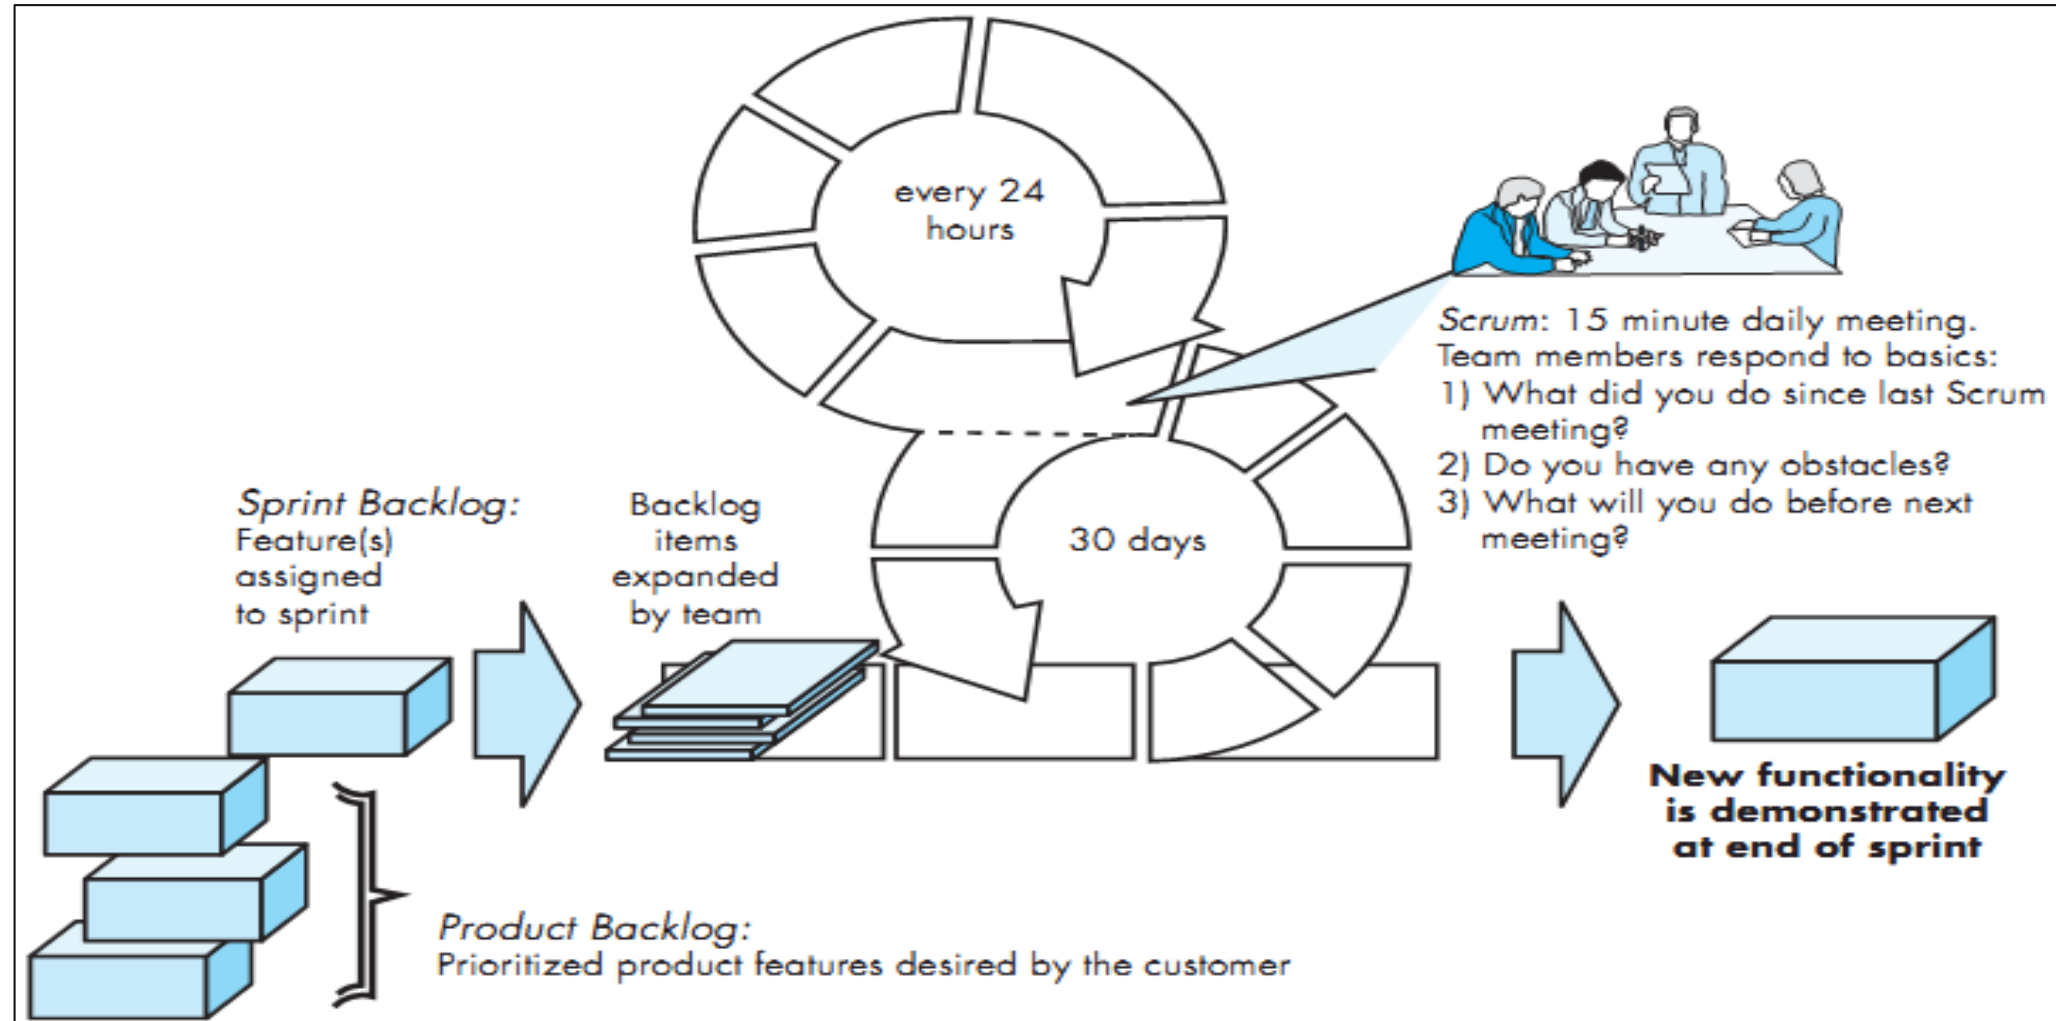 every 24
hours
Scrum: 15 minute daily meeting.
Team members respond to basics:
1) What did you do since last Scrum
meeting?
2) Do you have any obstacles?
3) What will you do before next
meeting?
Sprint Backlog:
Feature(s)
assigned
to sprint
Backlog
items
expanded
by team
30 days
New functionality
is demonstrated
at end of sprint
Product Backlog:
Prioritized product features desired by the customer